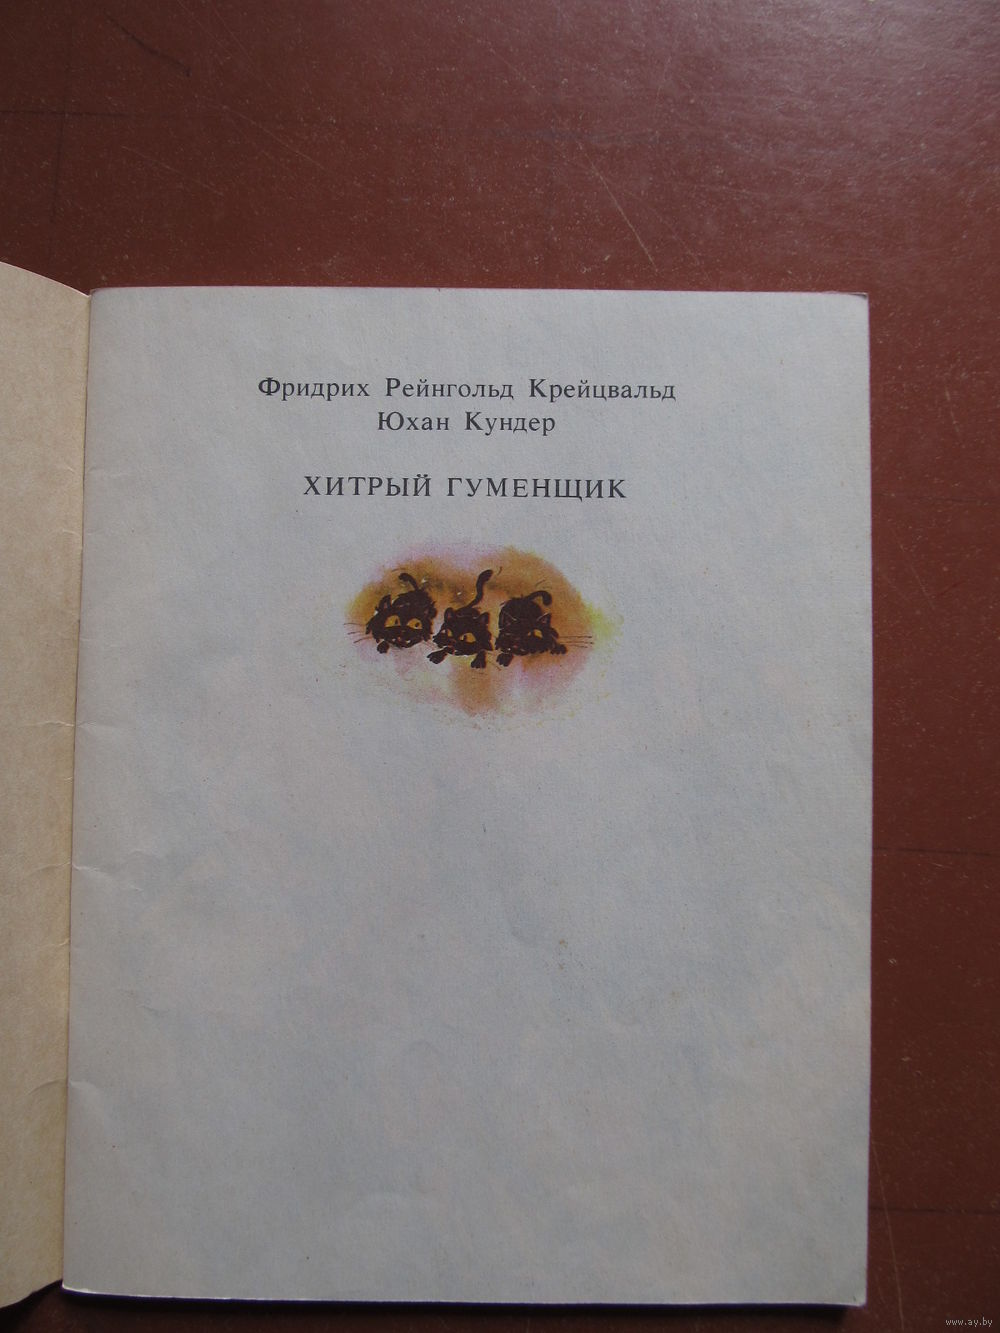 Фридрих Рейнгольд Крейцвальд
Юхан Кундер
ХИТРЫЙ ГУМЕНЩИК
www.ay.by